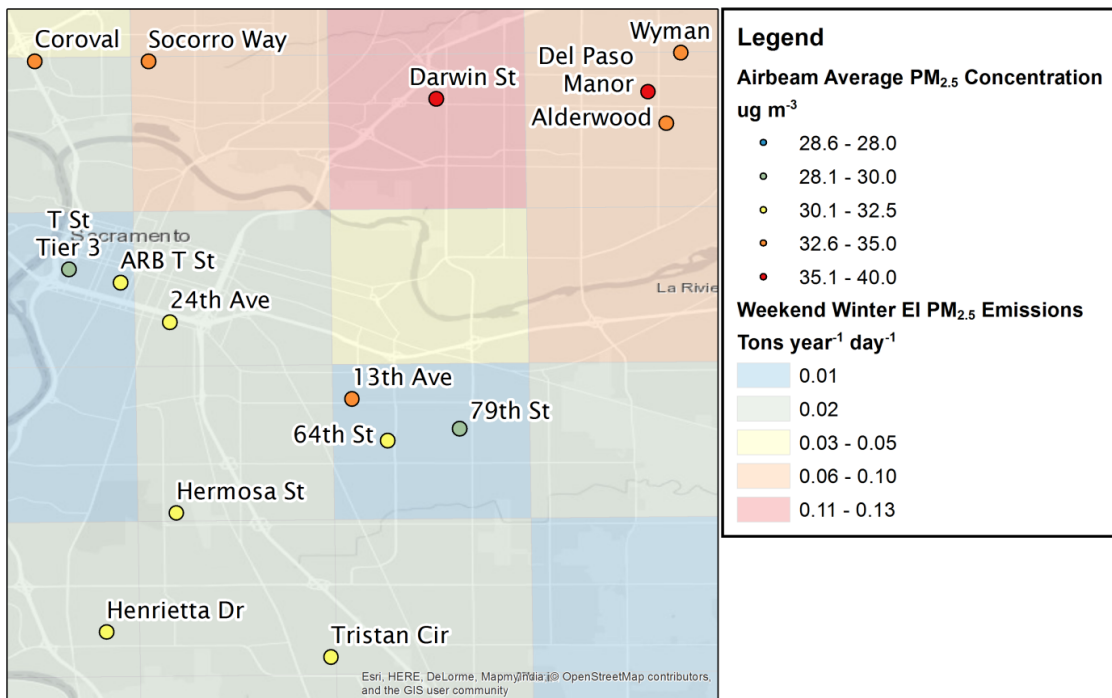 Coroval
Socorro Way
Wyman
Del Paso
Manor
Darwin St
Alderwood
T St
Sacramento
Tier 3
ARB T St
La Rivie
24th Ave
13th Ave
79th St
64th St
Hermosa St
Henrietta Dr
Tristan Cir
Esri, HERE, DeLorme, MapmyIndia, © OpenStreetMap contributors,
and the GIS user community
Legend
Airbeam Average PM2.5 Concentration
ug m-3
28.6 - 28.0
28.1 - 30.0
30.1 - 32.5
32.6 - 35.0
35.1 - 40.0
Weekend Winter EI PM2.5 Emissions
Tons year-1 day-1
0.01
0.02
0.03 - 0.05
0.06 - 0.10
0.11 - 0.13